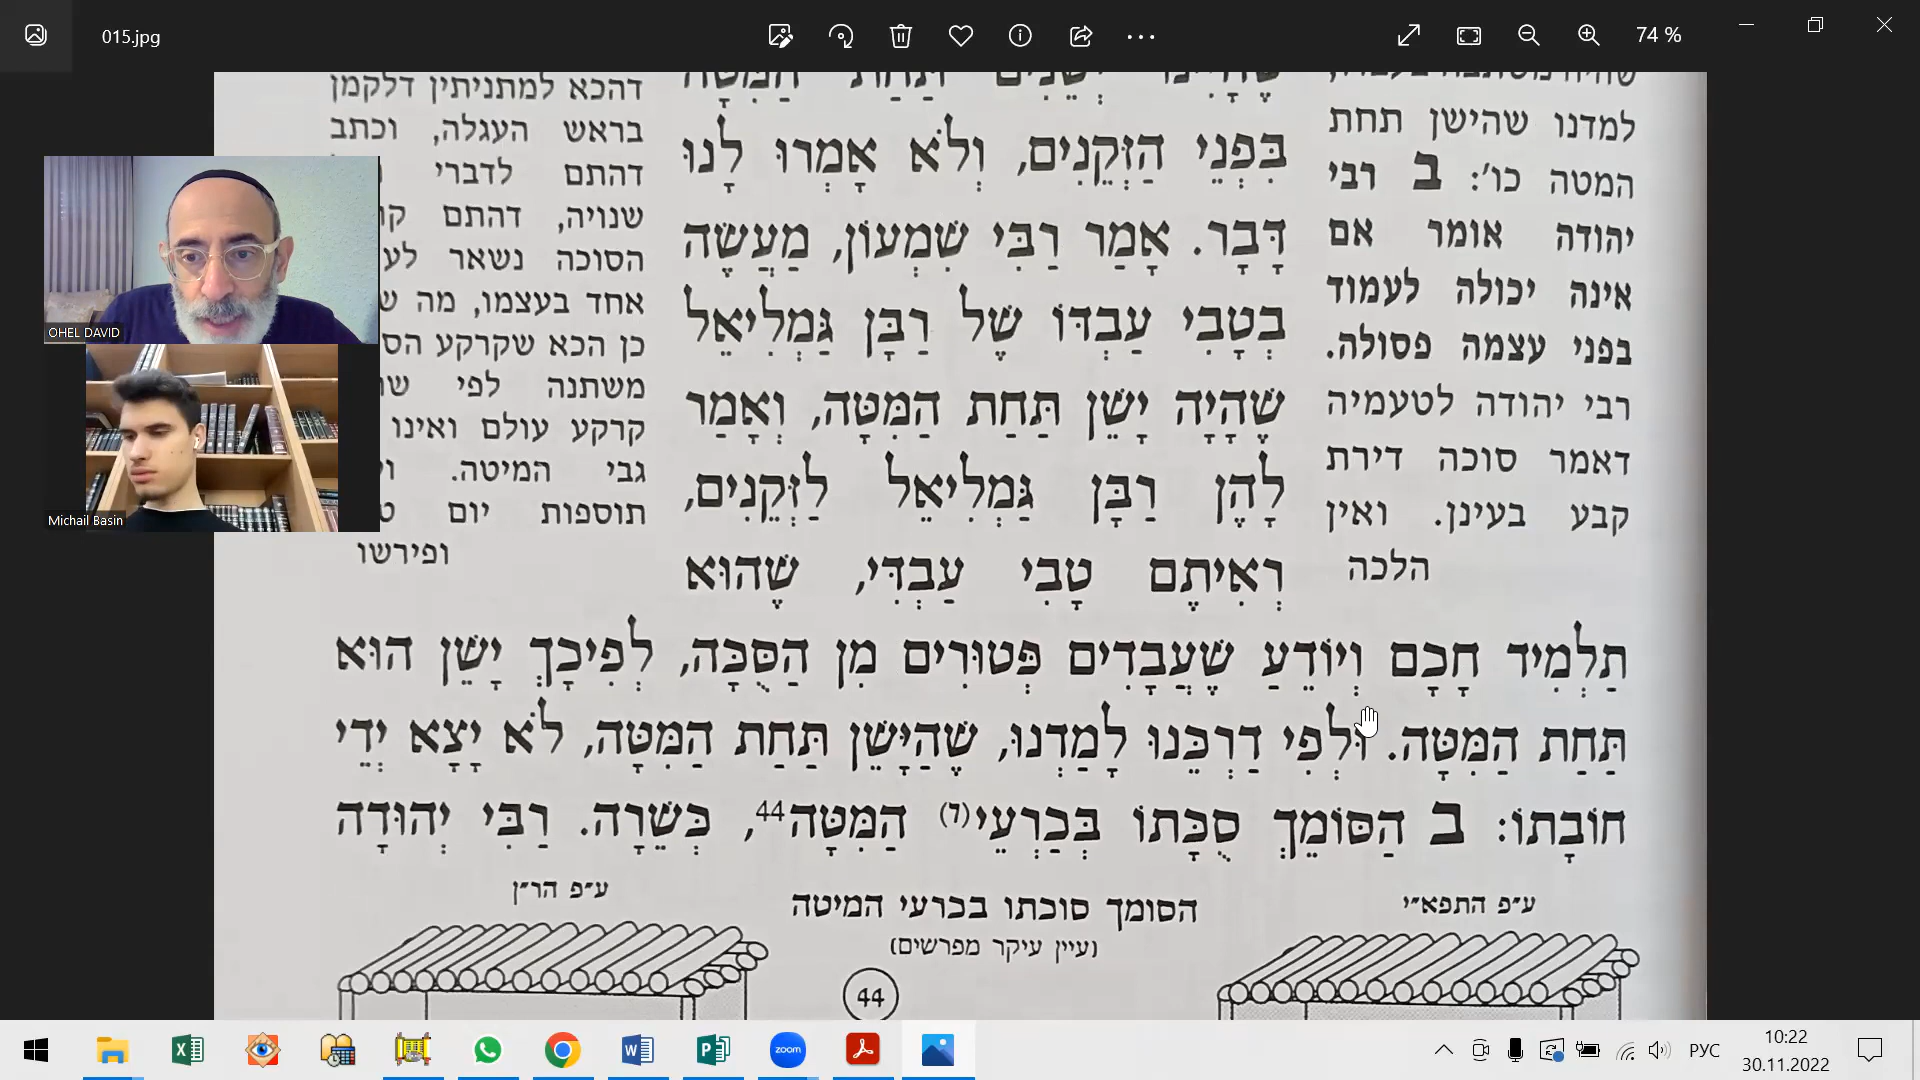 015.jpg
74 %
שֶׁהָיִינוּ יְשֵׁנִים תַּחַת הַמִּטָּה
בִּפְנֵי הַזְּקֵנִים, וְלֹא אָמְרוּ לָנוּ
דָּבָר. אָמַר רַבִּי שִׁמְעוֹן, מַעֲשֶׂה
בְטָבִי עַבְדּוֹ שֶׁל רַבָּן גַּמְלִיאֵל
שֶׁהָיָה יָשֵׁן תַּחַת הַמִּטָּה, וְאָמַר
לָהֶן רַבָּן גַּמְלִיאֵל לַזְּקֵנִים,
רְאִיתֶם טָבִי עַבְדִּי, שֶׁהוּא
תַּלְמִיד חָכָם וְיוֹדֵעַ שֶׁעֲבָדִים פְּטוּרִים מִן הַסֻּכָּה, לְפִיכָךְ יָשֵׁן הוּא
תַּחַת הַמִּטָּה. וּלְפִי דַרְכֵּנוּ לָמַדְנוּ, שֶׁהַיָּשֵׁן תַּחַת הַמִּטָּה, לֹא יָצָא יְדֵי
חוֹבָתוֹ: ב הַסּוֹמֵךְ סֻכָּתוֹ בְּכַרְעֵי(ד) הַמִּטָּה44, כְּשֵׁרָה. רַבִּי יְהוּדָה
למדנו שהישן תחת
המטה כו': ב רבי
יהודה אומר אם
אינה יכולה לעמוד
בפני עצמה פסולה.
רבי יהודה לטעמיה
דאמר סוכה דירת
קבע בעינן. ואין
הלכה
דהכא למתניתין דלקמן
בראש העגלה, וכתב
דהתם לדברי
שנויה, דהתם
הסוכה נשאר
אחד בעצמו, מה
כן הכא שקרקע
משתנה לפי
קרקע עולם ואינו
גבי המיטה.
תוספות יום
ופירשו
ע״פ התפא״י
הסומך סוכתו בכרעי המיטה
(עיין עיקר מפרשים)
44
ע״פ הר״ן
OHEL DAVID
Michail Basin
zoom
РУС
10:22
30.11.2022